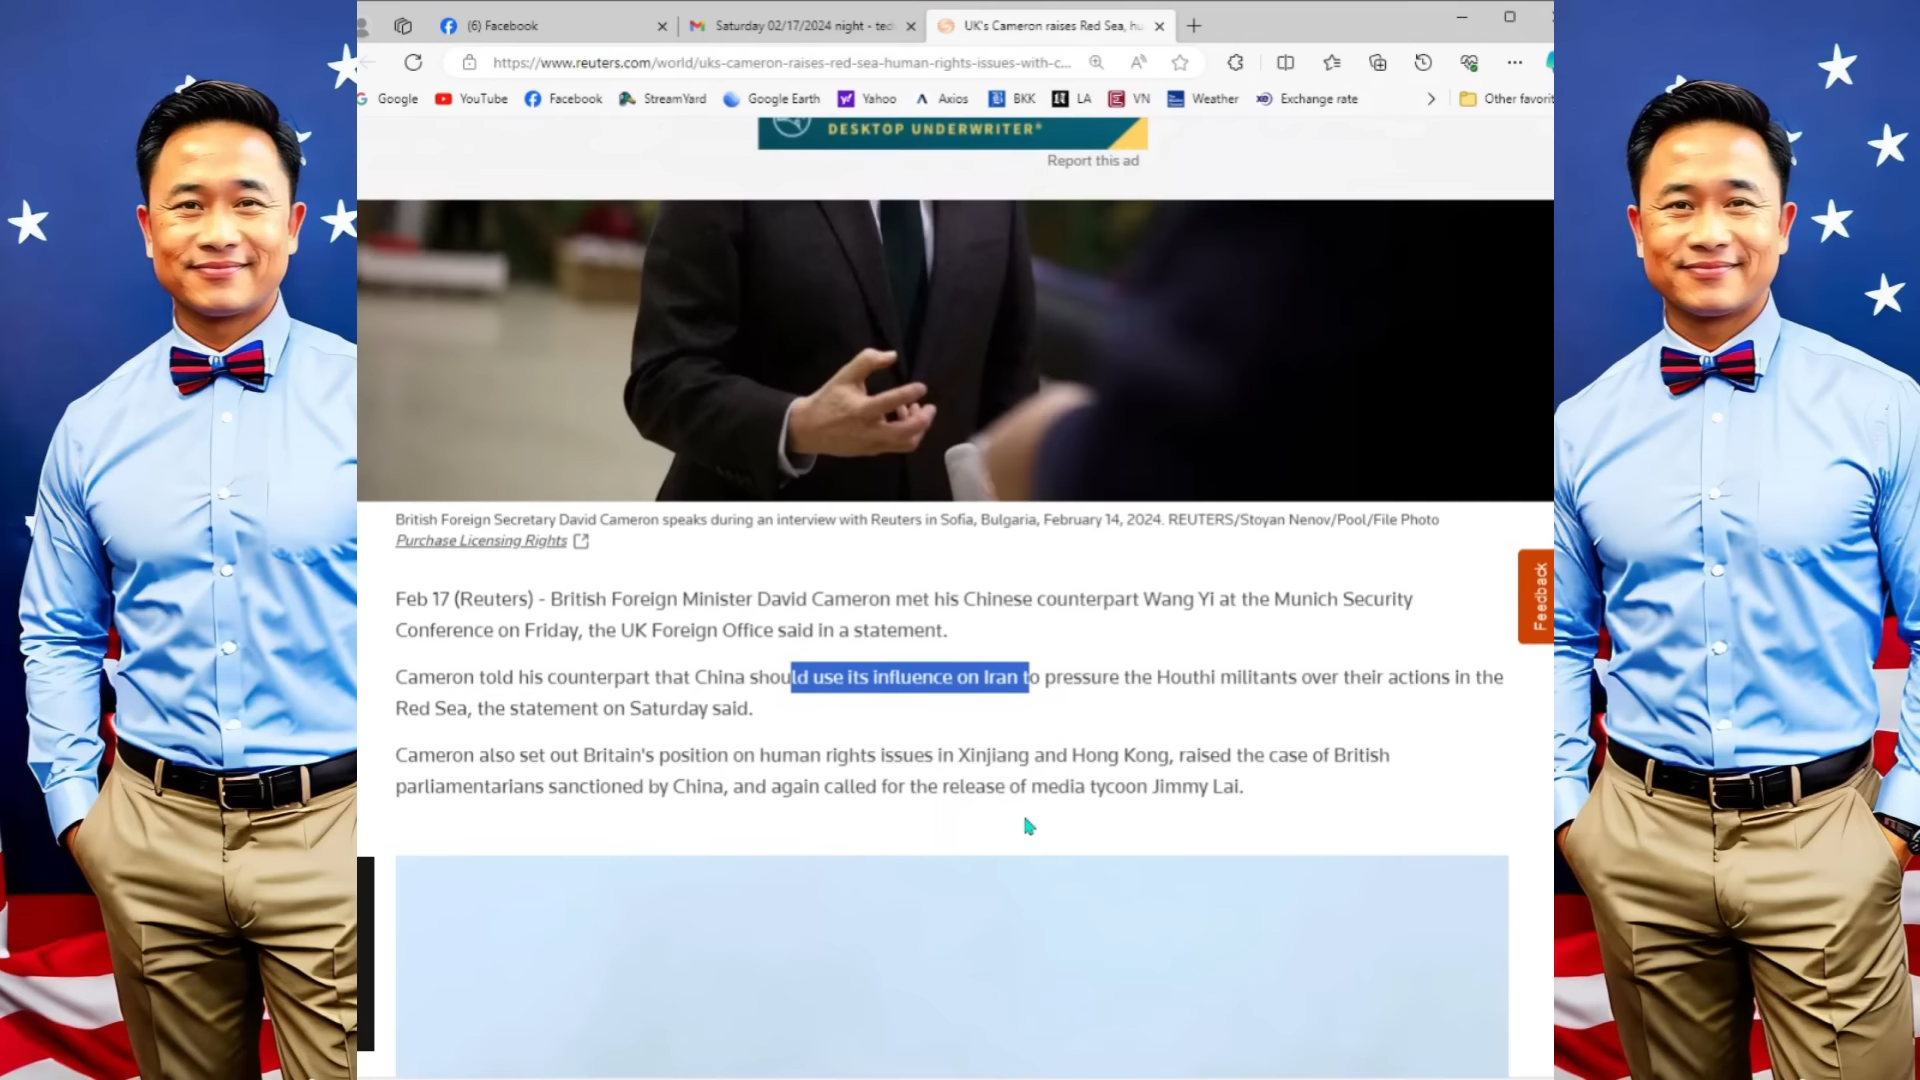 (6) Facebook
Saturday 02/17/2024 night - tec
UK's Cameron raises Red Sea, hu
https://www.reuters.com/world/uks-cameron-raises-red-sea-human-rights-issues-with-c...
Google YouTube Facebook StreamYard Google Earth Yahoo Axios BKK LA VN Weather Exchange rate Other favorit
DESKTOP UNDERWRITER®
Report this ad
British Foreign Secretary David Cameron speaks during an interview with Reuters in Sofia, Bulgaria, February 14, 2024. REUTERS/Stoyan Nenov/Pool/File Photo
Purchase Licensing Rights
Feedback
Feb 17 (Reuters) - British Foreign Minister David Cameron met his Chinese counterpart Wang Yi at the Munich Security
Conference on Friday, the UK Foreign Office said in a statement.
Cameron told his counterpart that China should use its influence on Iran to pressure the Houthi militants over their actions in the
Red Sea, the statement on Saturday said.
Cameron also set out Britain's position on human rights issues in Xinjiang and Hong Kong, raised the case of British
parliamentarians sanctioned by China, and again called for the release of media tycoon Jimmy Lai.